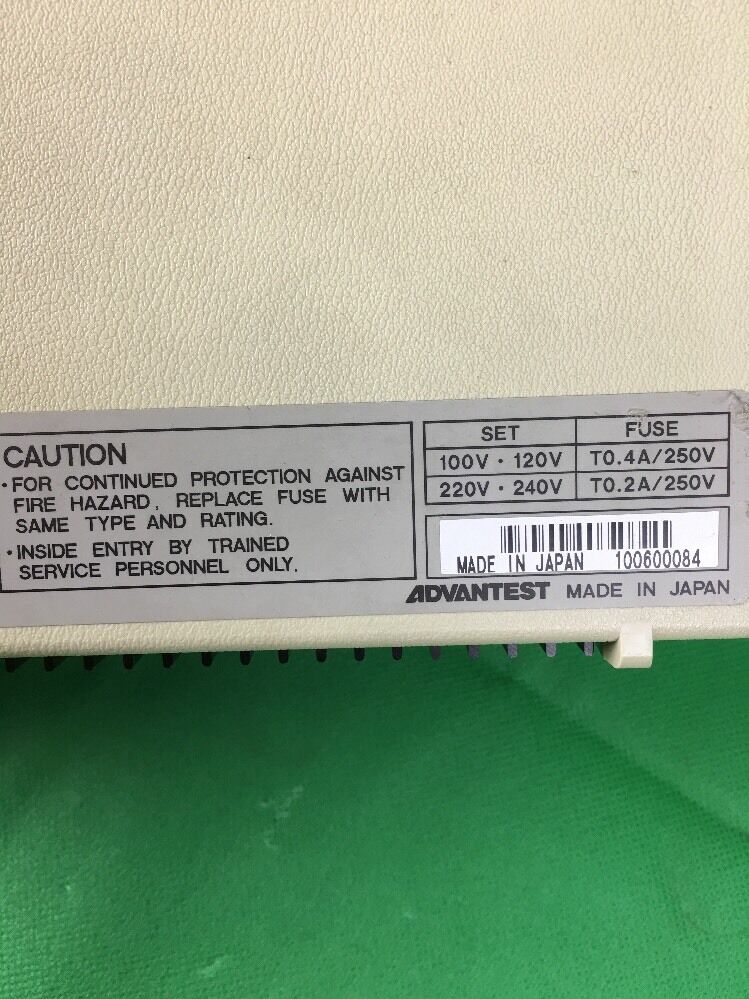 CAUTION
·FOR CONTINUED PROTECTION AGAINST
FIRE HAZARD, REPLACE FUSE WITH
SAME TYPE AND RATING.
·INSIDE ENTRY BY TRAINED
SERVICE PERSONNEL ONLY.
SET FUSE
100V · 120V T0.4A/250V
220V · 240V T0.2A/250V
MADE IN JAPAN 100600084
ADVANTEST MADE IN JAPAN